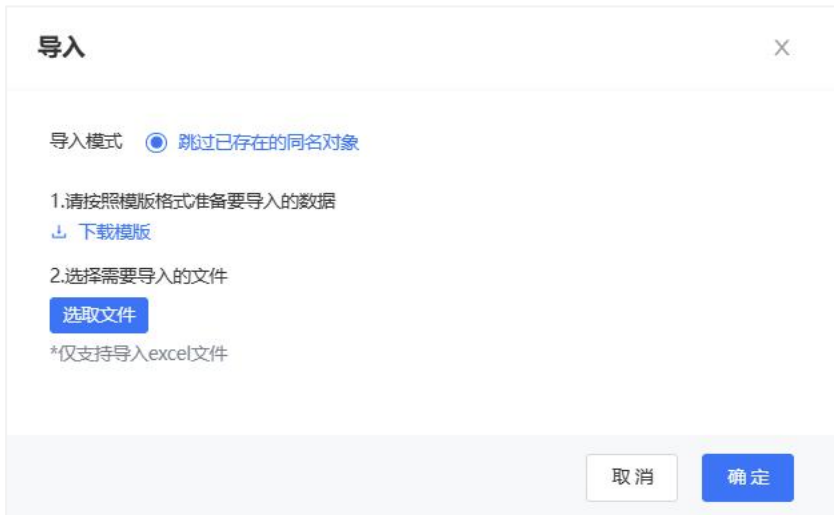 导入
导入模式 跳过已存在的同名对象
1.请按照模版格式准备要导入的数据
下载模版
2.选择需要导入的文件
选取文件
*仅支持导入excel文件
取消 确定